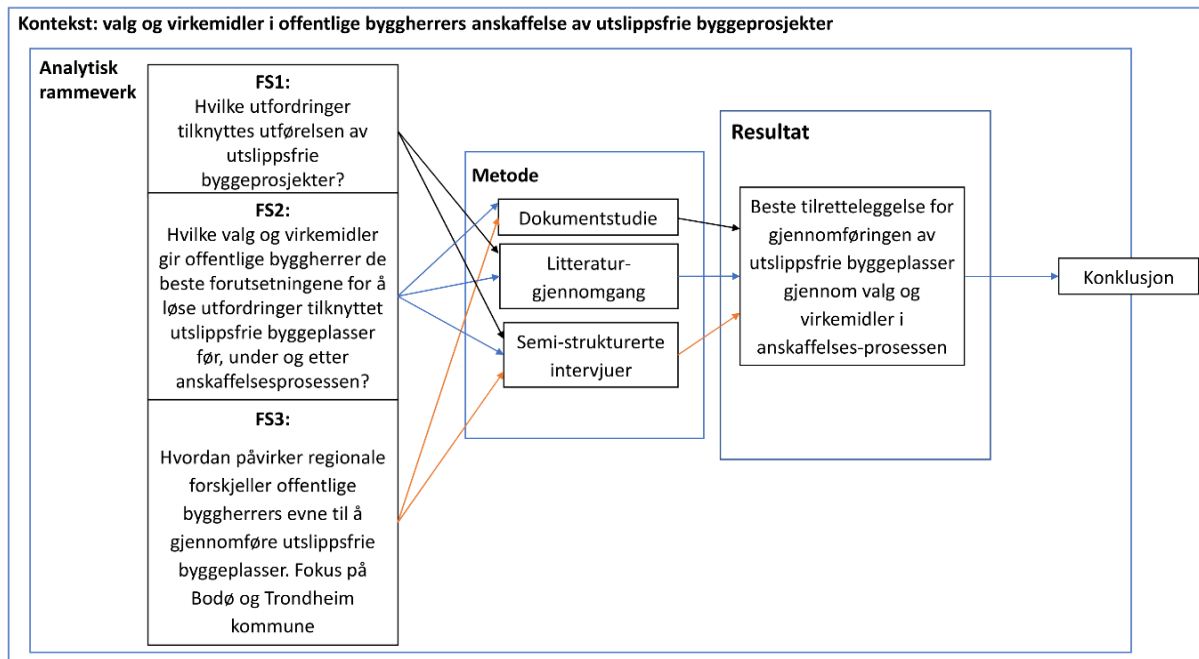 Kontekst: valg og virkemidler i offentlige byggherrers anskaffelse av utslippsfrie byggeprosjekter
Analytisk
rammeverk
FS1:
Hvilke utfordringer
tilknyttes utførelsen av
utslippsfrie
byggeprosjekter?
FS2:
Hvilke valg og virkemidler
gir offentlige byggherrer de
beste forutsetningene for å
løse utfordringer tilknyttet
utslippsfrie byggeplasser
før, under og etter
anskaffelsesprosessen?
FS3:
Hvordan påvirker regionale
forskjeller offentlige
byggherrers evne til å
gjennomføre utslippsfrie
byggeplasser. Fokus på
Bodø og Trondheim
kommune
Metode
Dokumentstudie
Litteratur-
gjennomgang
Semi-strukturerte
intervjuer
Resultat
Beste tilretteleggelse for
gjennomføringen av
utslippsfrie byggeplasser
gjennom valg og
virkemidler i
anskaffelses-prosessen
Konklusjon